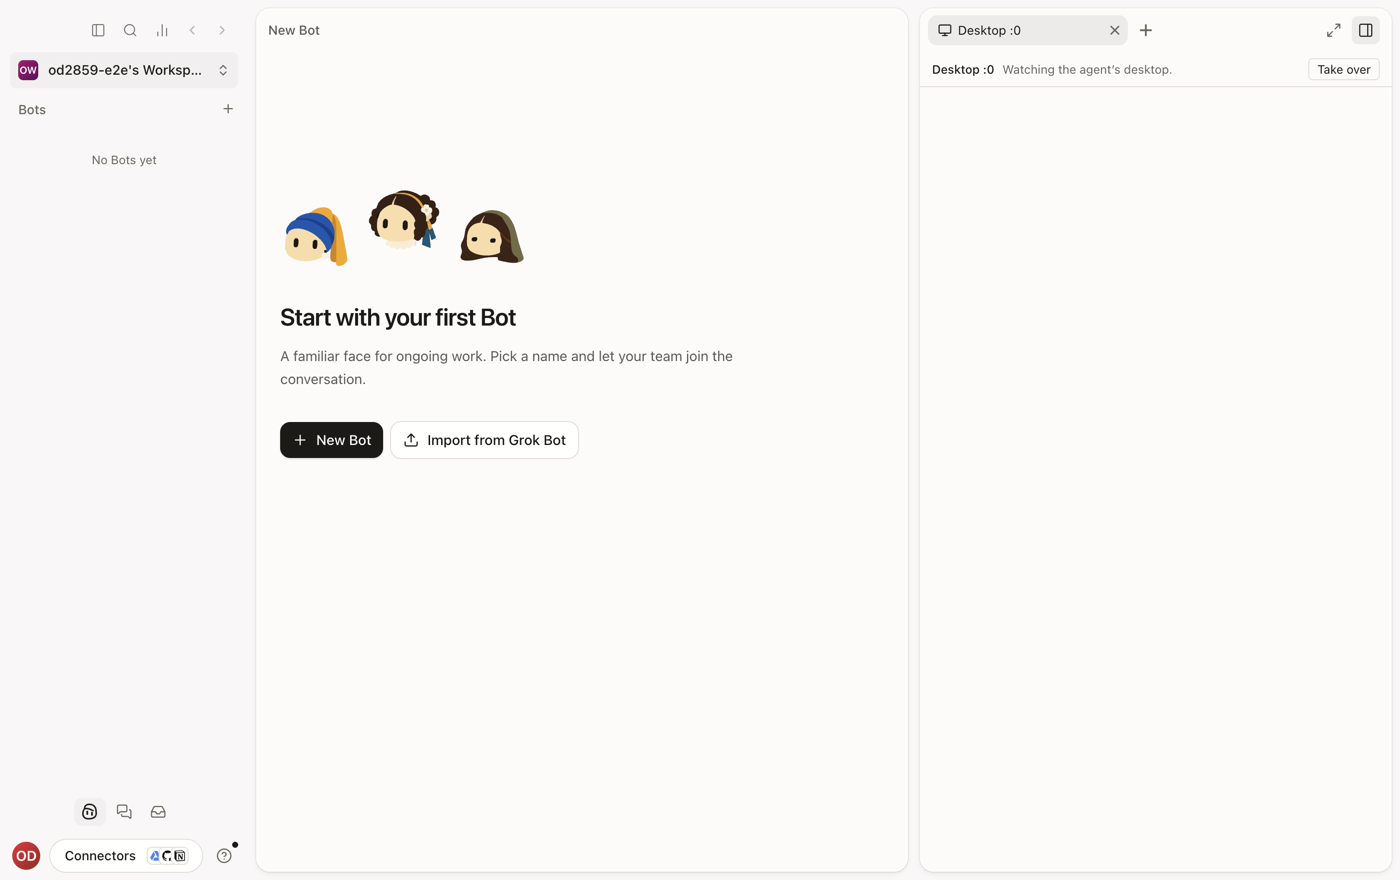 OW
od2859-e2e's Worksp...
Bots
No Bots yet
OD
Connectors
New Bot
Start with your first Bot
A familiar face for ongoing work. Pick a name and let your team join the
conversation.
New Bot
Import from Grok Bot
Desktop :0
Desktop :0
Watching the agent's desktop.
Take over